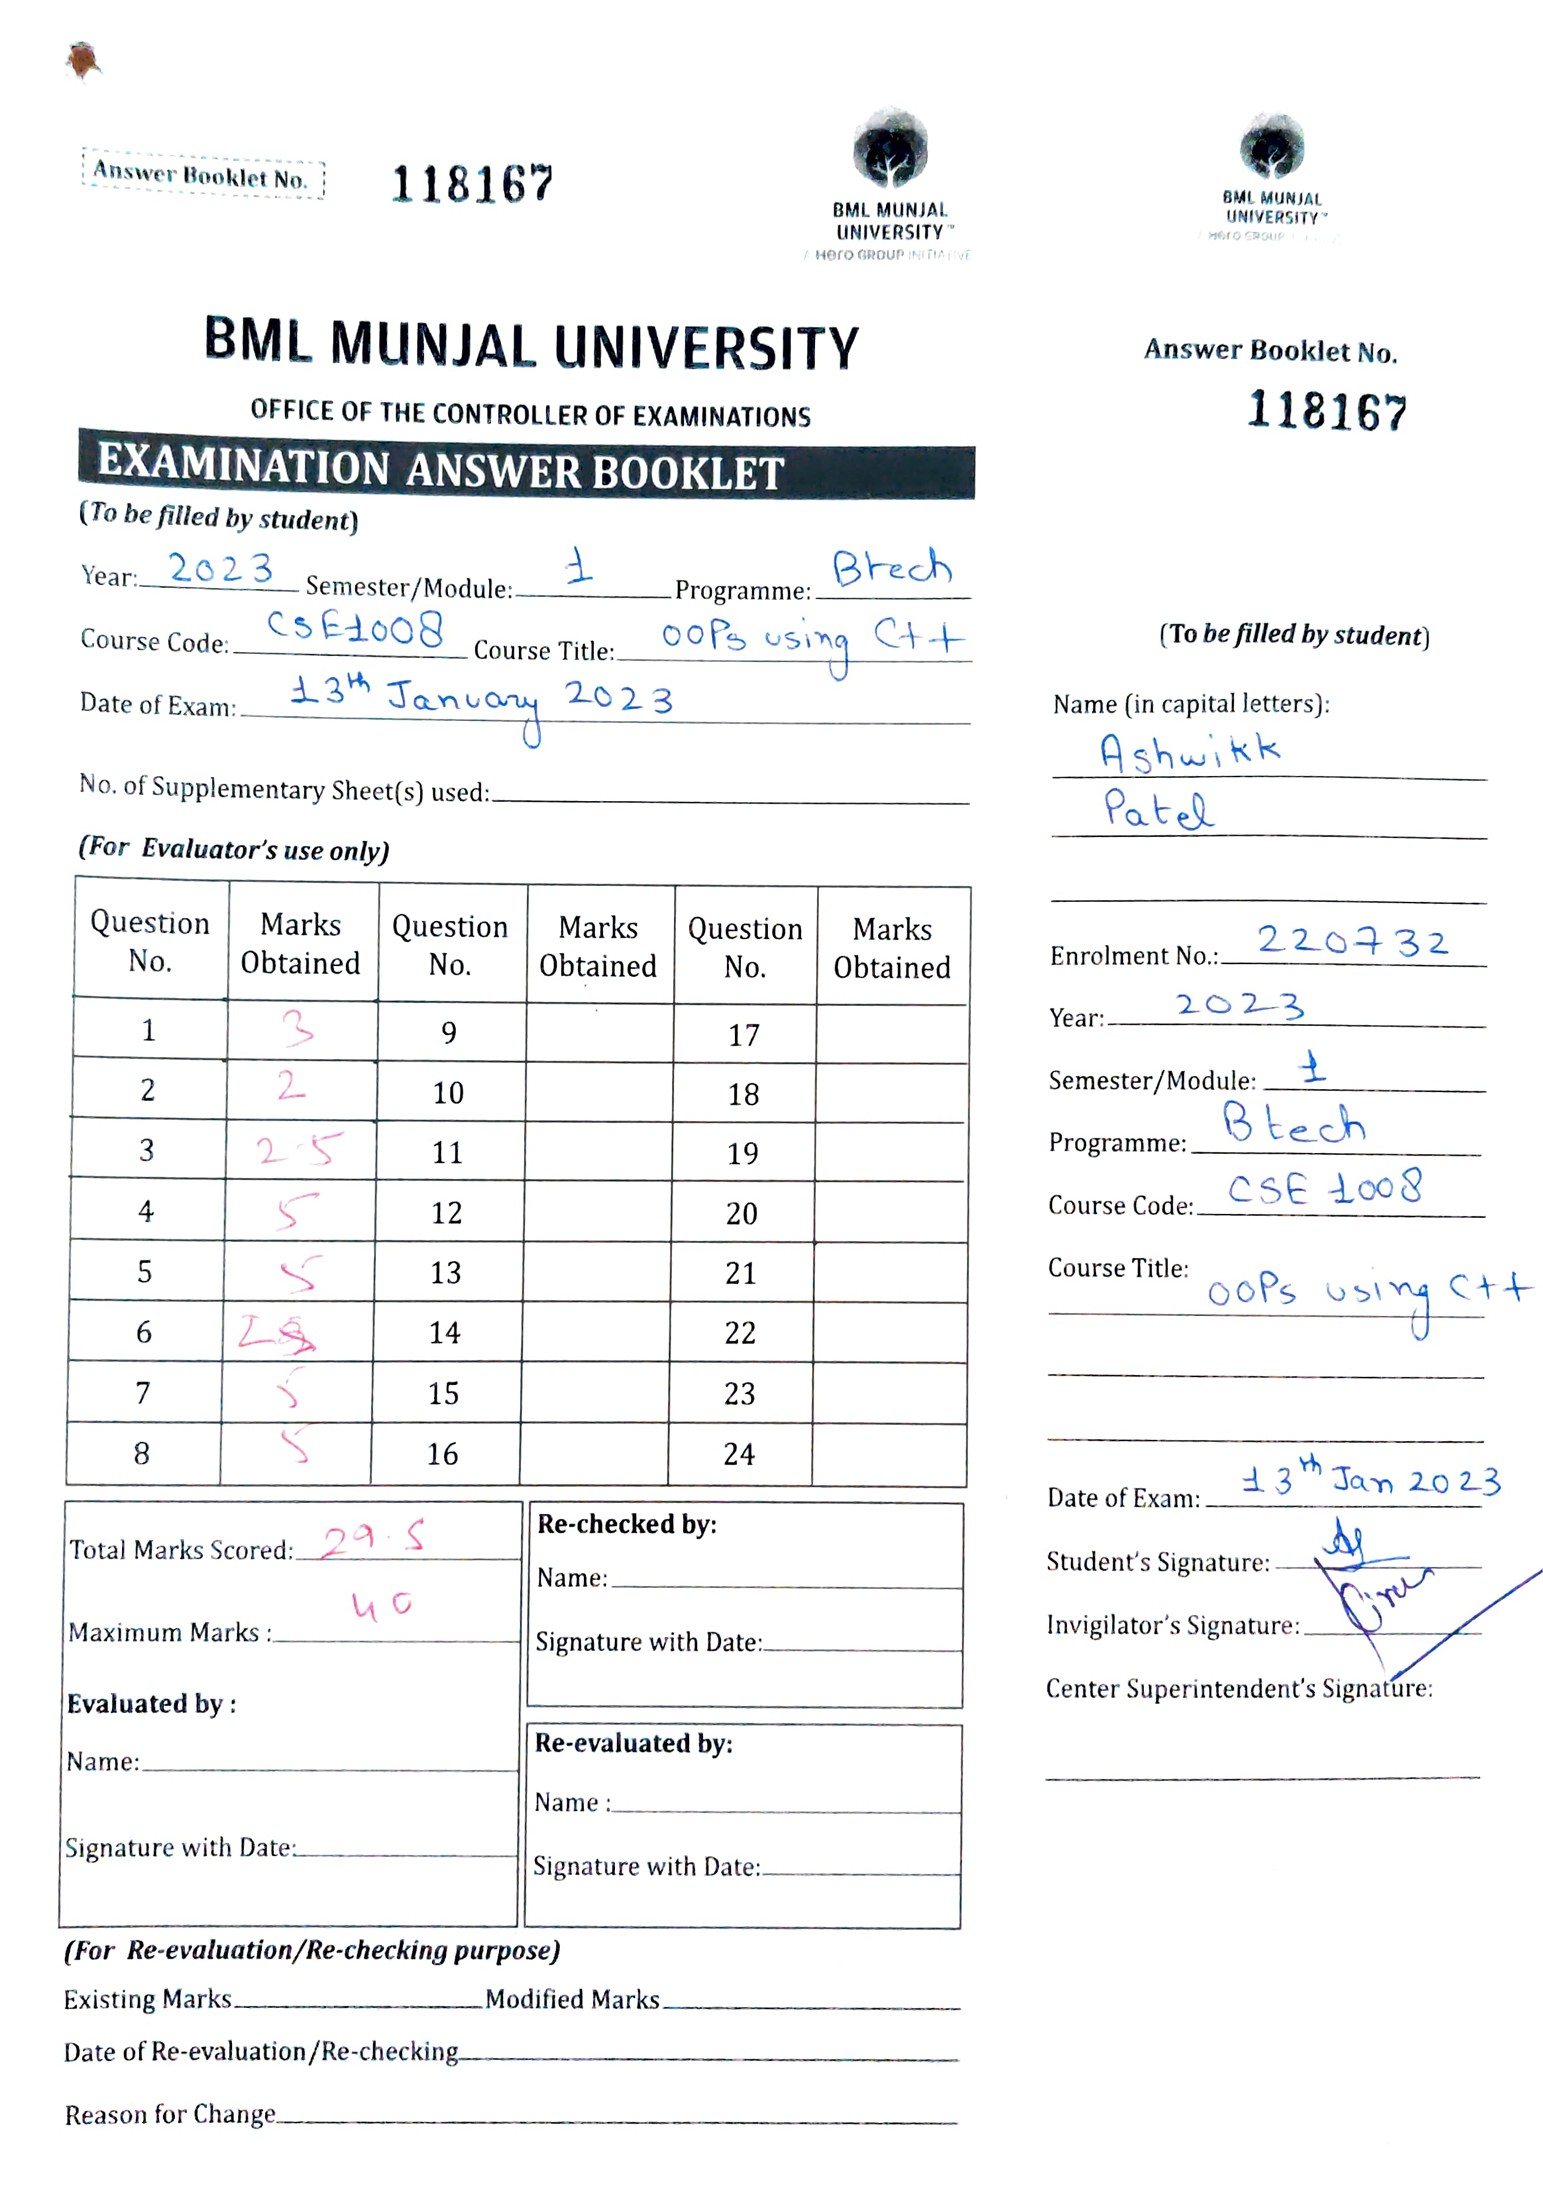 Answer Booklet No. 118167
BML MUNJAL
UNIVERSITY™
A Hero GROUP INITIATIVE
BML MUNJAL
UNIVERSITY™
Hero GROUP
BML MUNJAL UNIVERSITY
OFFICE OF THE CONTROLLER OF EXAMINATIONS
EXAMINATION ANSWER BOOKLET
(To be filled by student)
Year: 2023 Semester/Module: 1 Programme: Btech
Course Code: CSE1008 Course Title: OOPs using C++
Date of Exam: 13th January 2023
No. of Supplementary Sheet(s) used:
(For Evaluator's use only)
Question No. Marks Obtained Question No. Marks Obtained Question No. Marks Obtained
1 3 9 17
2 2 10 18
3 2.5 11 19
4 5 12 20
5 5 13 21
6 14 22
7 5 15 23
8 5 16 24
Total Marks Scored: 29.5
Maximum Marks : 40
Evaluated by :
Name:
Signature with Date:
Re-checked by:
Name:
Signature with Date:
Re-evaluated by:
Name :
Signature with Date:
(For Re-evaluation/Re-checking purpose)
Existing Marks Modified Marks
Date of Re-evaluation/Re-checking
Reason for Change
Answer Booklet No.
118167
(To be filled by student)
Name (in capital letters):
Ashwikk
Patel
Enrolment No.: 220732
Year: 2023
Semester/Module: 1
Programme: Btech
Course Code: CSE 1008
Course Title: OOPs using C++
Date of Exam: 13th Jan 2023
Student's Signature:
Invigilator's Signature:
Center Superintendent's Signature: